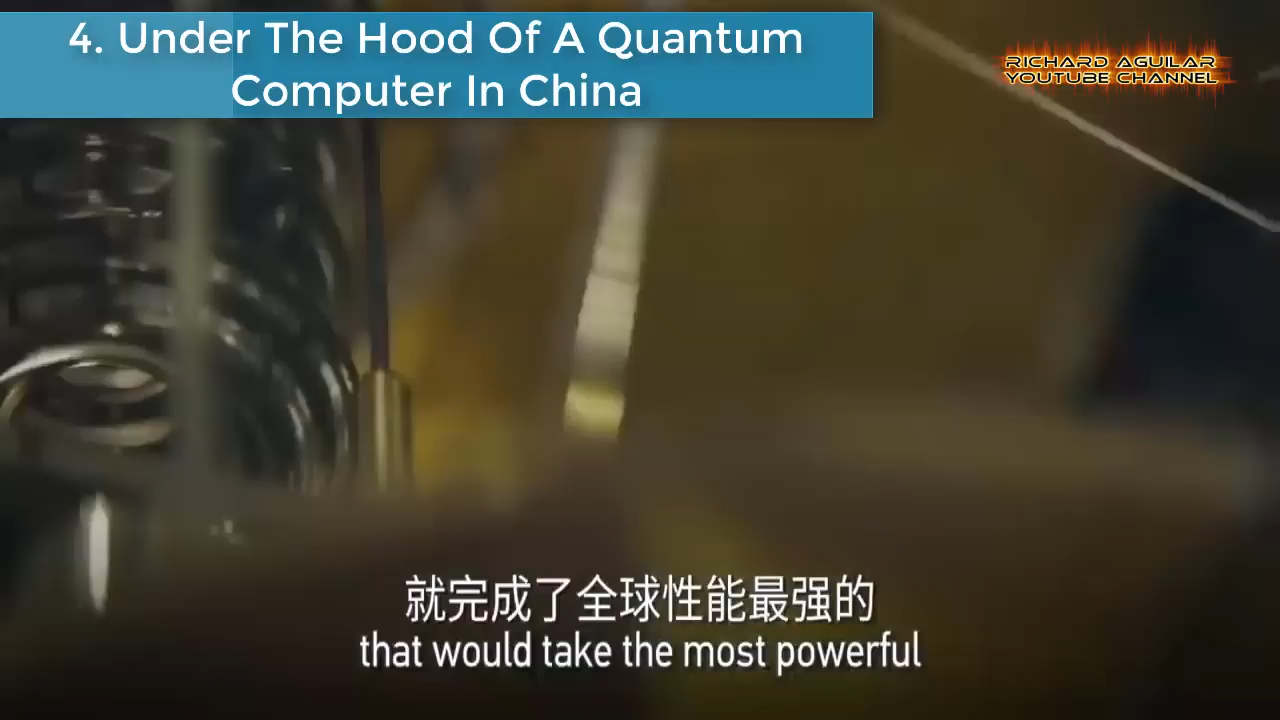 4. Under The Hood Of A Quantum
Computer In China
RICHARD AGUILAR
YOUTUBE CHANNEL
就完成了全球性能最强的
that would take the most powerful